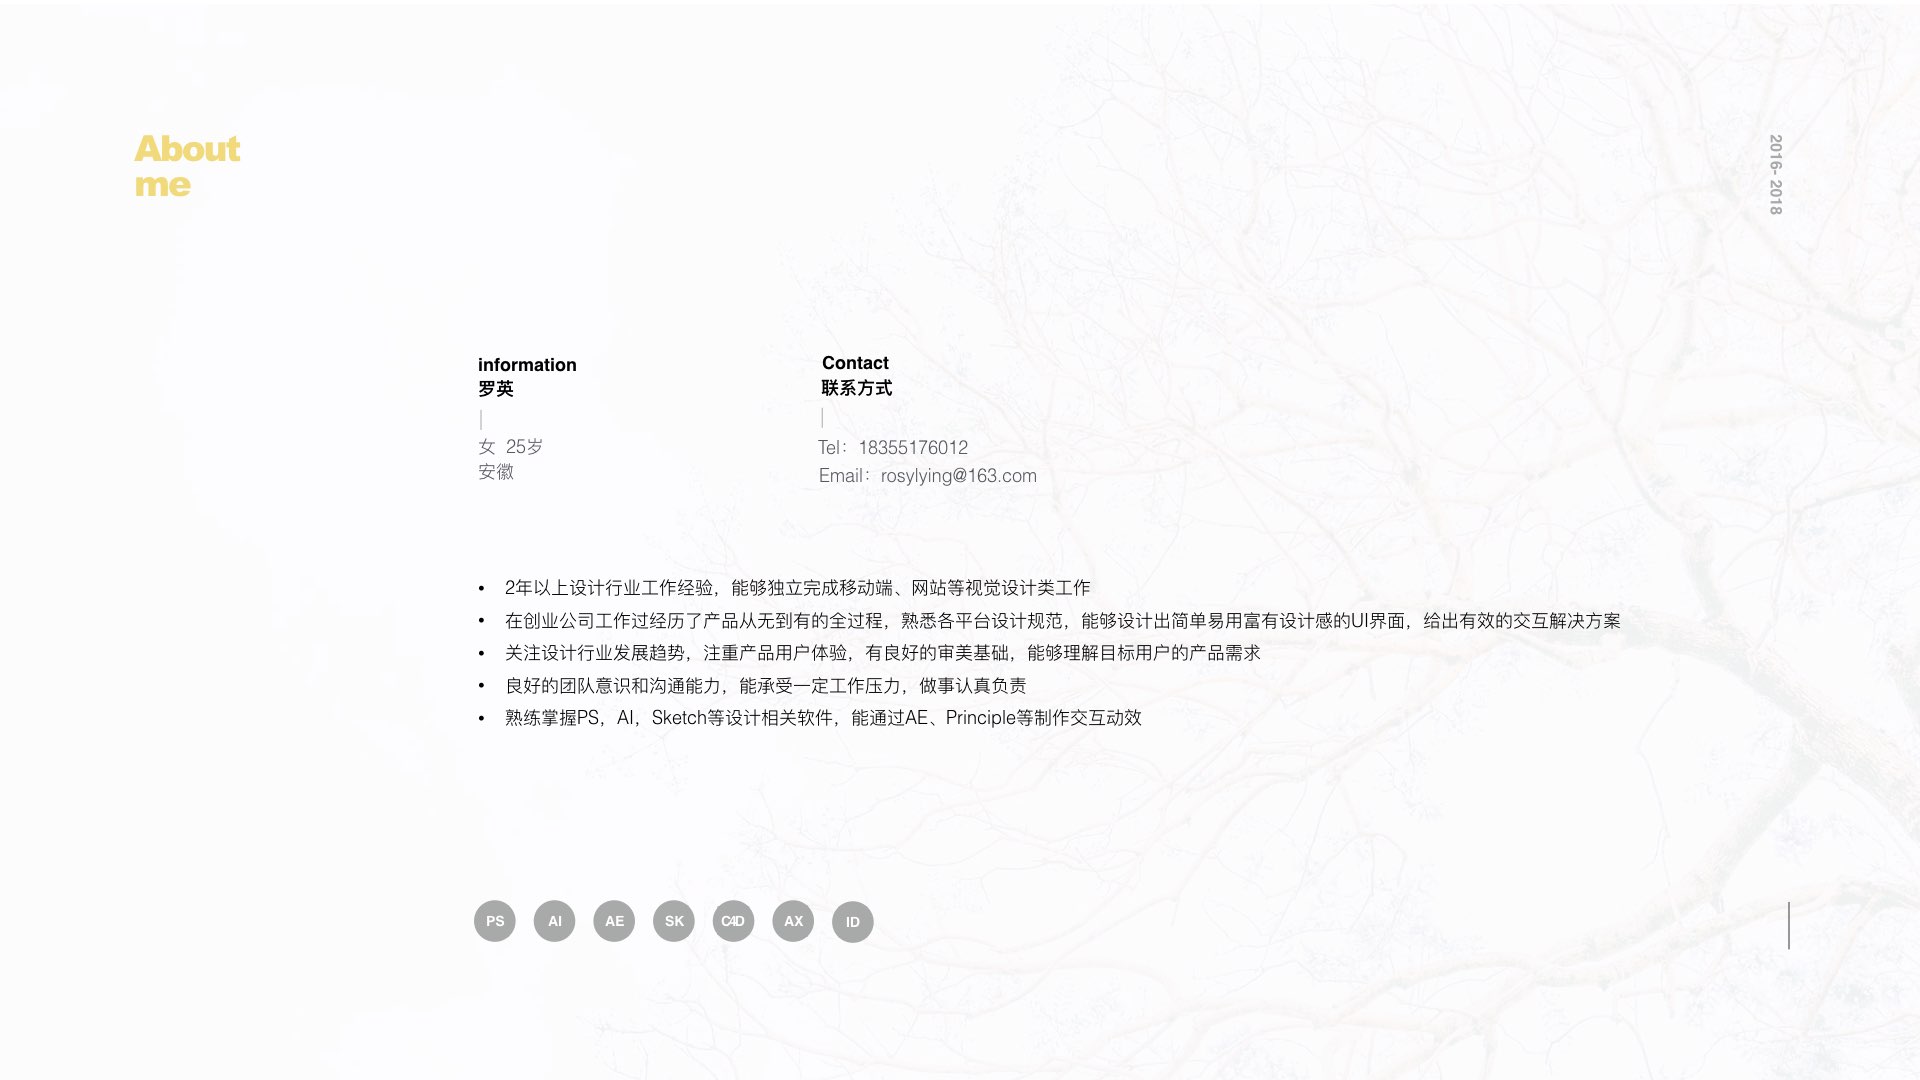 About
me
2016- 2018
information
罗英
女 25岁
安徽
Contact
联系方式
Tel：18355176012
Email：rosylying@163.com
• 2年以上设计行业工作经验，能够独立完成移动端、网站等视觉设计类工作
• 在创业公司工作过经历了产品从无到有的全过程，熟悉各平台设计规范，能够设计出简单易用富有设计感的UI界面，给出有效的交互解决方案
• 关注设计行业发展趋势，注重产品用户体验，有良好的审美基础，能够理解目标用户的产品需求
• 良好的团队意识和沟通能力，能承受一定工作压力，做事认真负责
• 熟练掌握PS，AI，Sketch等设计相关软件，能通过AE、Principle等制作交互动效
PS AI AE SK C4D AX ID